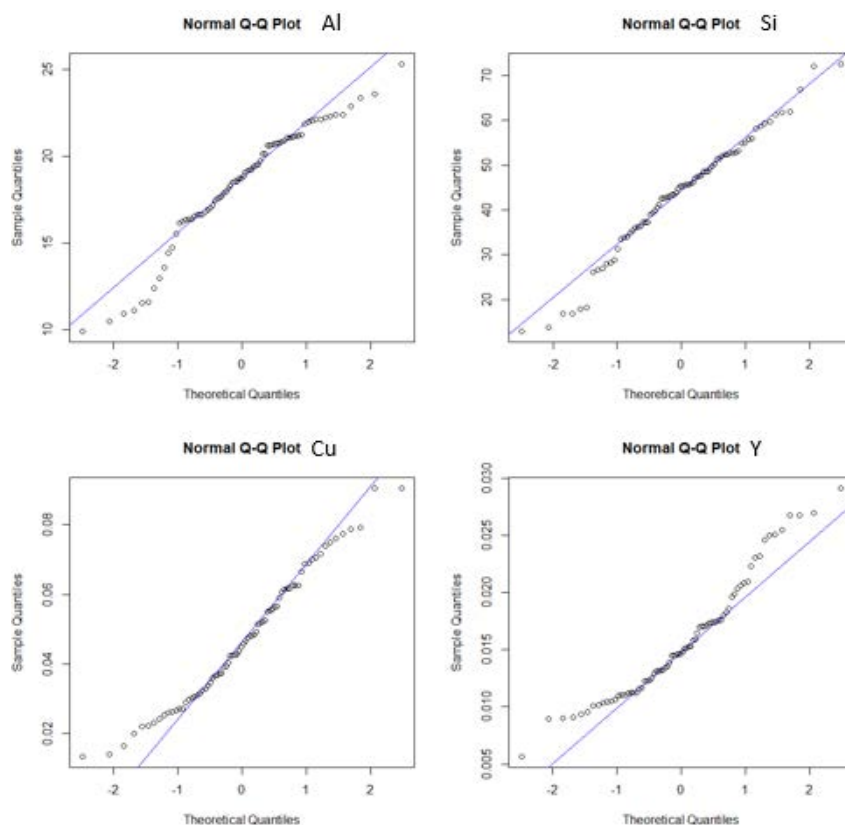 Normal Q-Q Plot Al
25
20
15
10
Sample Quantiles
-2 -1 0 1 2
Theoretical Quantiles
Normal Q-Q Plot Si
70
60
50
40
30
20
Sample Quantiles
-2 -1 0 1 2
Theoretical Quantiles
Normal Q-Q Plot Cu
0.08
0.06
0.04
0.02
Sample Quantiles
-2 -1 0 1 2
Theoretical Quantiles
Normal Q-Q Plot Y
0.030
0.025
0.020
0.015
0.010
0.005
Sample Quantiles
-2 -1 0 1 2
Theoretical Quantiles